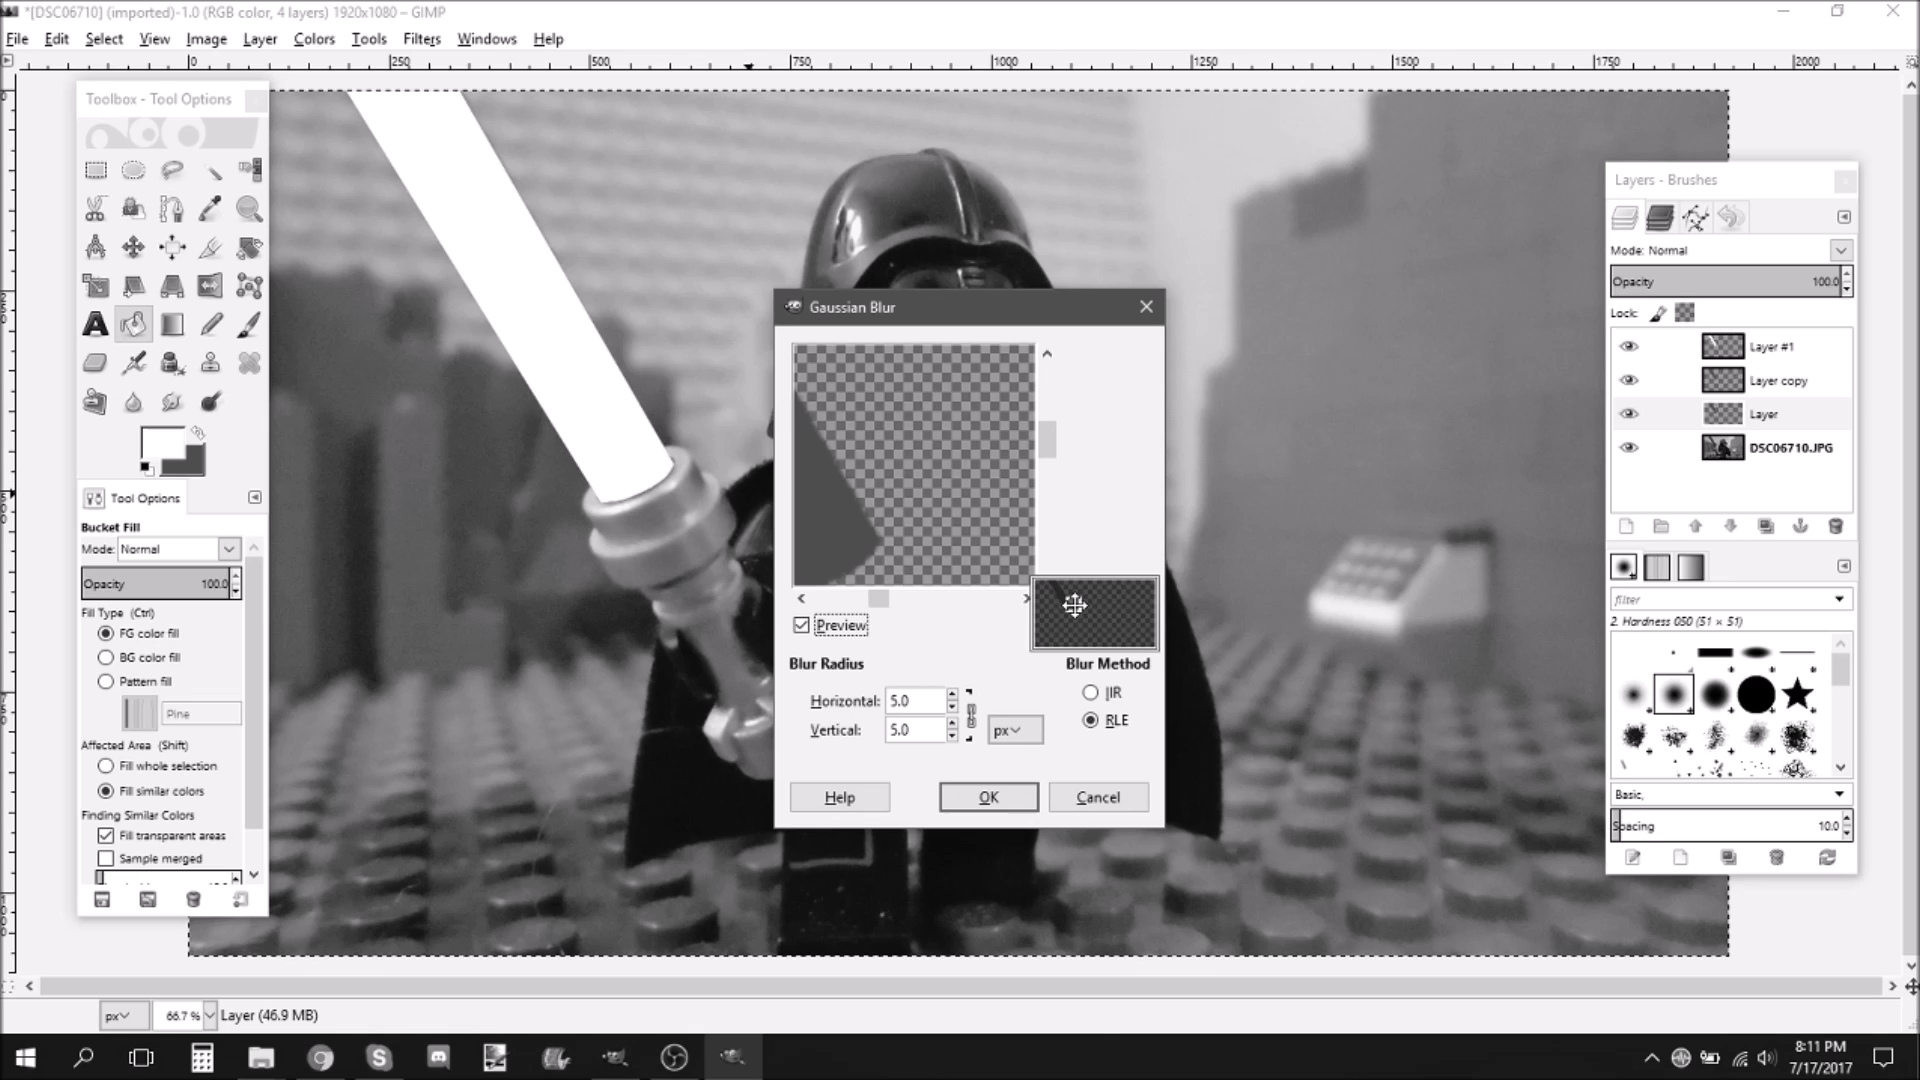 *[DSC06710] (imported)-1.0 (RGB color, 4 layers) 1920x1080 – GIMP
File Edit Select View Image Layer Colors Tools Filters Windows Help
0 250 500 750 1000 1250 1500 1750 2000
Toolbox - Tool Options
Tool Options
Bucket Fill
Mode: Normal
Opacity 100.0
Fill Type (Ctrl)
FG color fill
BG color fill
Pattern fill
Pine
Affected Area (Shift)
Fill whole selection
Fill similar colors
Finding Similar Colors
Fill transparent areas
Sample merged
Gaussian Blur
Preview
Blur Radius
Horizontal: 5.0
Vertical: 5.0
px
Blur Method
IIR
RLE
Help OK Cancel
Layers - Brushes
Mode: Normal
Opacity 100.0
Lock:
Layer #1
Layer copy
Layer
DSC06710.JPG
filter
2. Hardness 050 (51 × 51)
Basic,
Spacing 10.0
px 66.7 % Layer (46.9 MB)
8:11 PM
7/17/2017